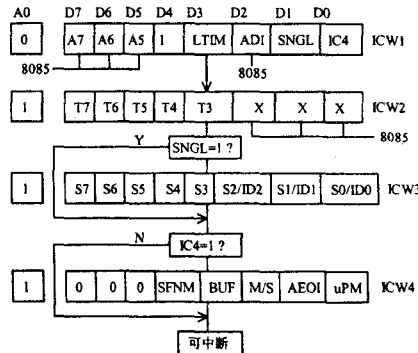 A0 D7 D6 D5 D4 D3 D2 D1 D0
0 A7 A6 A5 1 LTIM ADI SNGL IC4 ICW1
8085 8085
1 T7 T6 T5 T4 T3 X X X ICW2
8085
Y SNGL=1 ?
1 S7 S6 S5 S4 S3 S2/ID2 S1/ID1 S0/ID0 ICW3
N IC4=1 ?
1 0 0 0 SFNM BUF M/S AEOI uPM ICW4
可中断